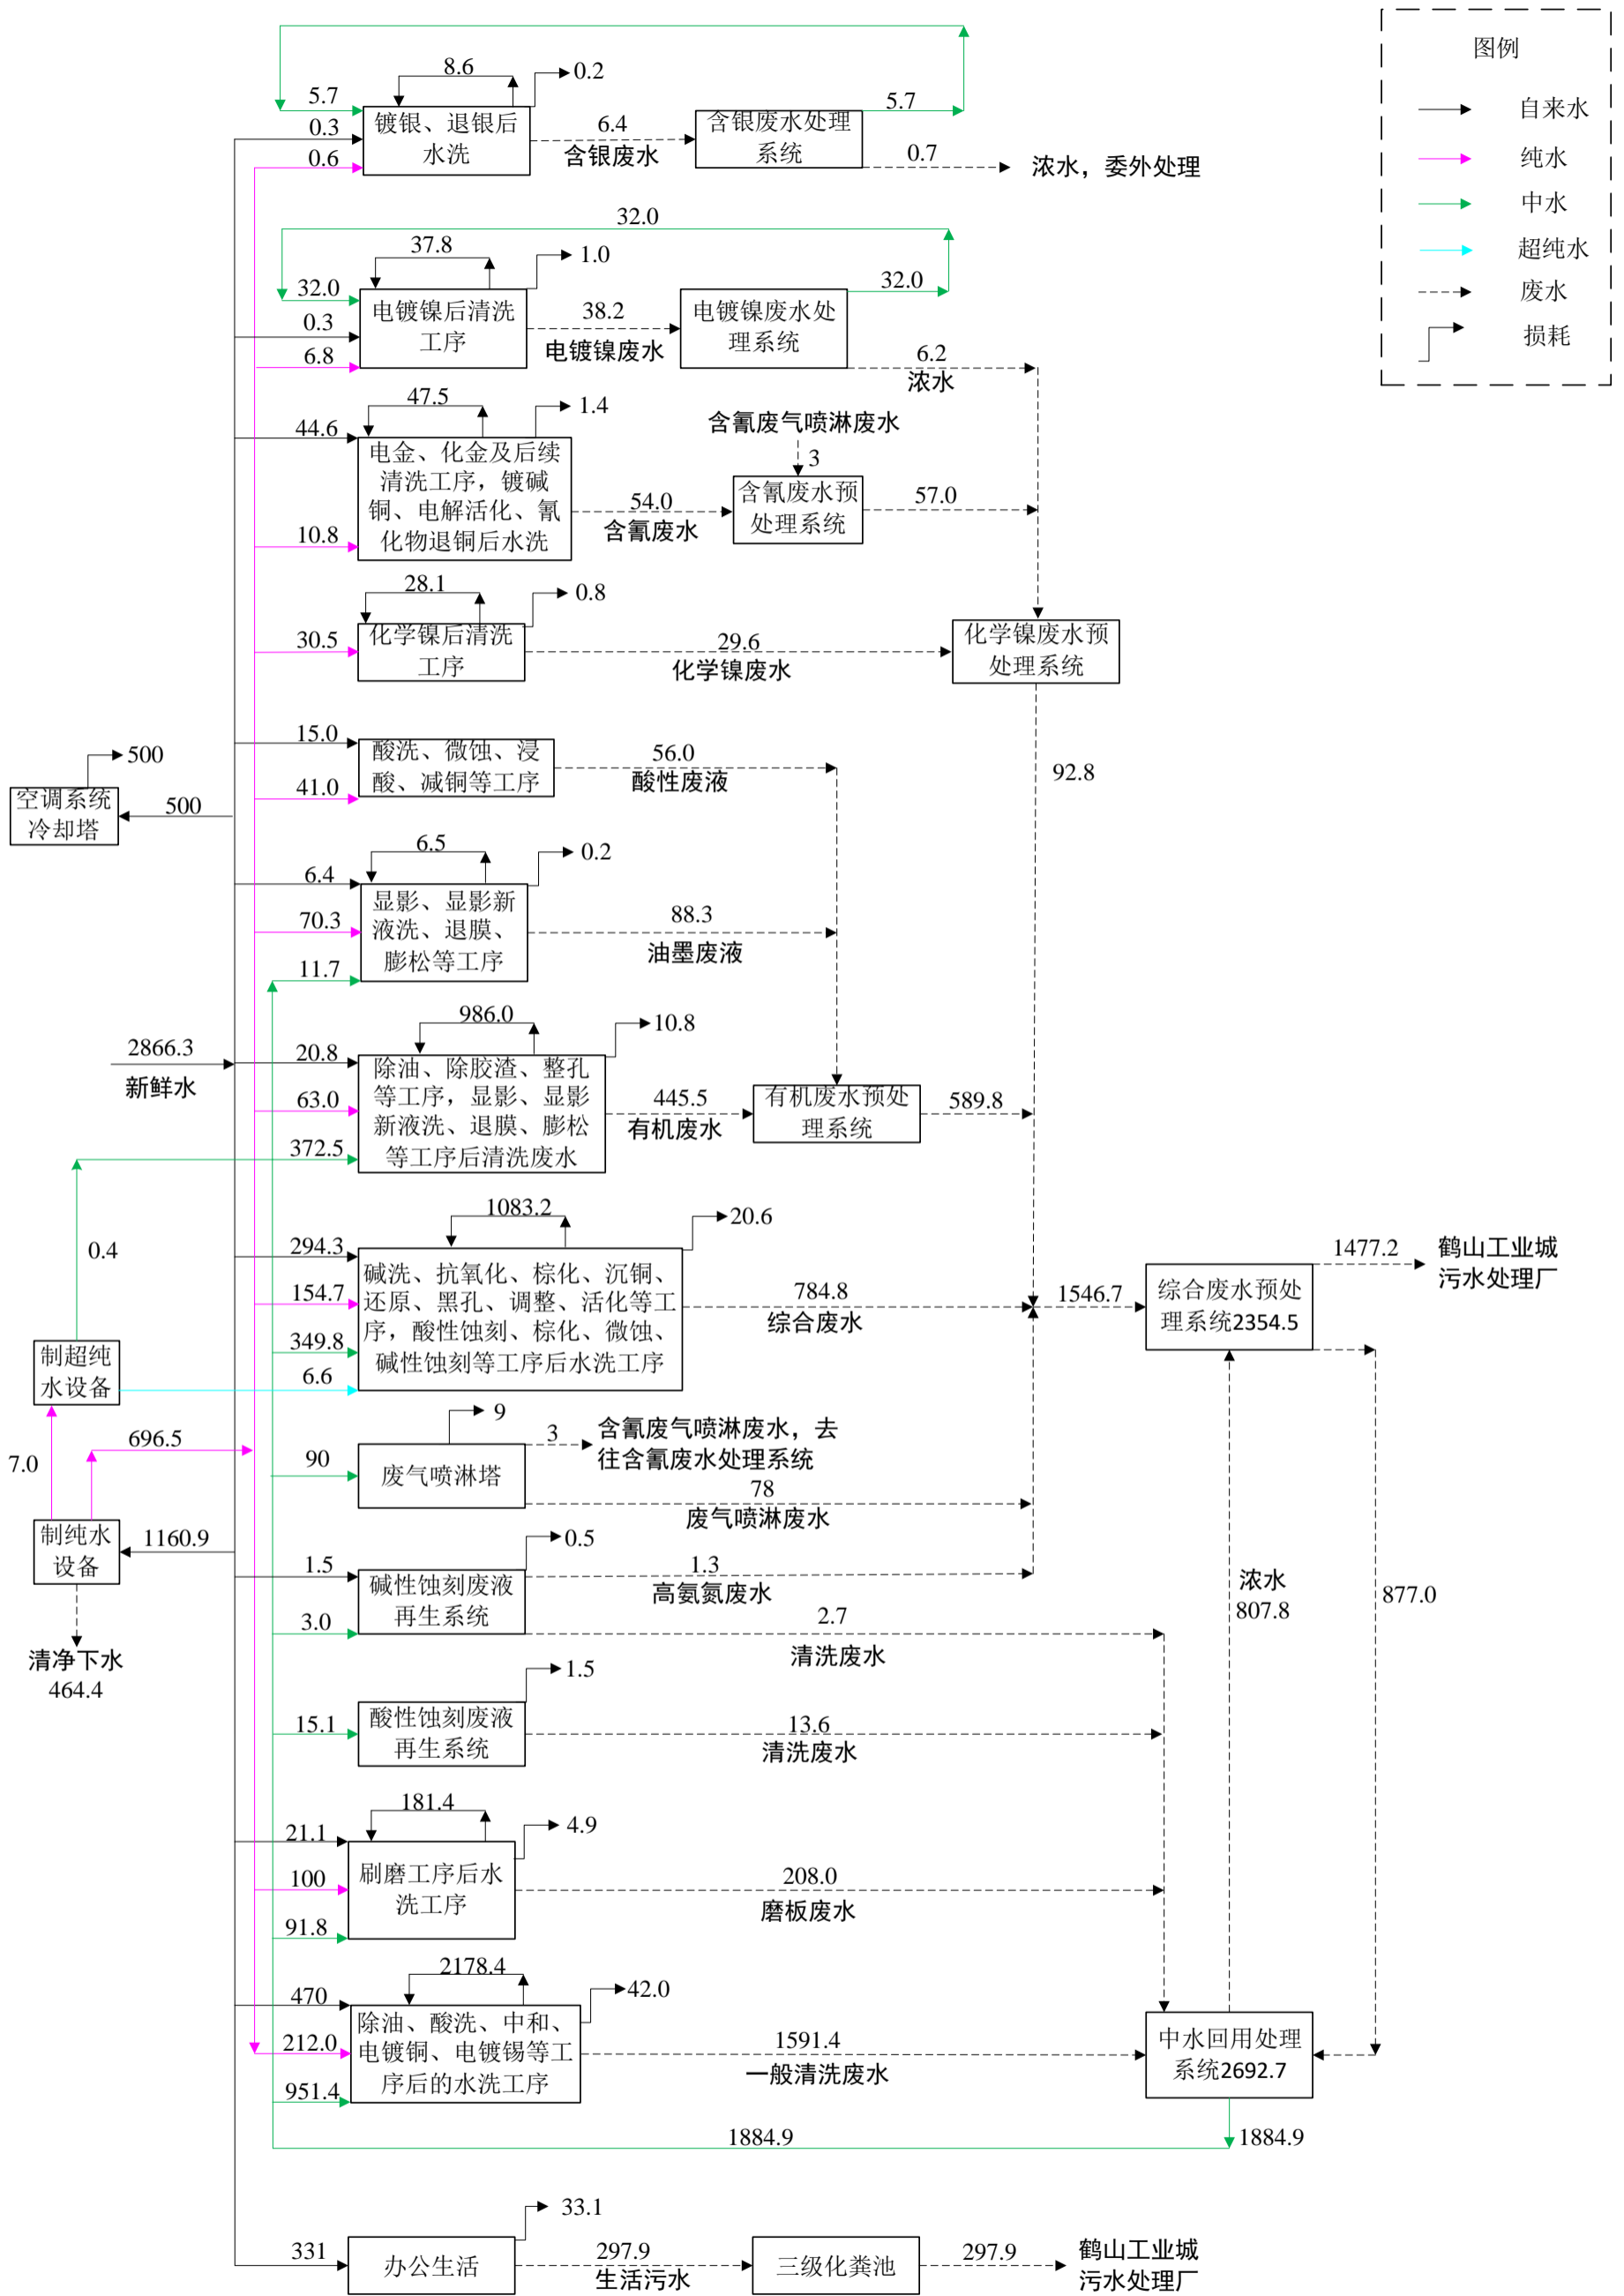 图例
自来水
纯水
中水
超纯水
废水
损耗
8.6
0.2
5.7
0.3
0.6
镀银、退银后
水洗
6.4
含银废水
含银废水处理
系统
5.7
0.7
浓水，委外处理
32.0
37.8
1.0
32.0
0.3
6.8
电镀镍后清洗
工序
38.2
电镀镍废水
电镀镍废水处
理系统
32.0
6.2
浓水
47.5
1.4
44.6
10.8
电金、化金及后续
清洗工序，镀碱
铜、电解活化、氰
化物退铜后水洗
54.0
含氰废水
含氰废气喷淋废水
3
含氰废水预
处理系统
57.0
28.1
0.8
30.5
化学镍后清洗
工序
29.6
化学镍废水
化学镍废水预
处理系统
92.8
15.0
41.0
酸洗、微蚀、浸
酸、减铜等工序
56.0
酸性废液
500
空调系统
冷却塔
500
6.5
0.2
6.4
70.3
11.7
显影、显影新
液洗、退膜、
膨松等工序
88.3
油墨废液
2866.3
新鲜水
986.0
10.8
20.8
63.0
372.5
除油、除胶渣、整孔
等工序，显影、显影
新液洗、退膜、膨松
等工序后清洗废水
445.5
有机废水
有机废水预处
理系统
589.8
0.4
1083.2
20.6
294.3
154.7
349.8
6.6
碱洗、抗氧化、棕化、沉铜、
还原、黑孔、调整、活化等工
序，酸性蚀刻、棕化、微蚀、
碱性蚀刻等工序后水洗工序
784.8
综合废水
1546.7
综合废水预处
理系统2354.5
1477.2
鹤山工业城
污水处理厂
制超纯
水设备
7.0
696.5
制纯水
设备
1160.9
清净下水
464.4
9
90
废气喷淋塔
3
含氰废气喷淋废水，去
往含氰废水处理系统
78
废气喷淋废水
0.5
1.5
3.0
碱性蚀刻废液
再生系统
1.3
高氨氮废水
2.7
清洗废水
浓水
807.8
877.0
1.5
15.1
酸性蚀刻废液
再生系统
13.6
清洗废水
181.4
4.9
21.1
100
91.8
刷磨工序后水
洗工序
208.0
磨板废水
2178.4
42.0
470
212.0
951.4
除油、酸洗、中和、
电镀铜、电镀锡等工
序后的水洗工序
1591.4
一般清洗废水
中水回用处理
系统2692.7
1884.9
1884.9
33.1
331
办公生活
297.9
生活污水
三级化粪池
297.9
鹤山工业城
污水处理厂